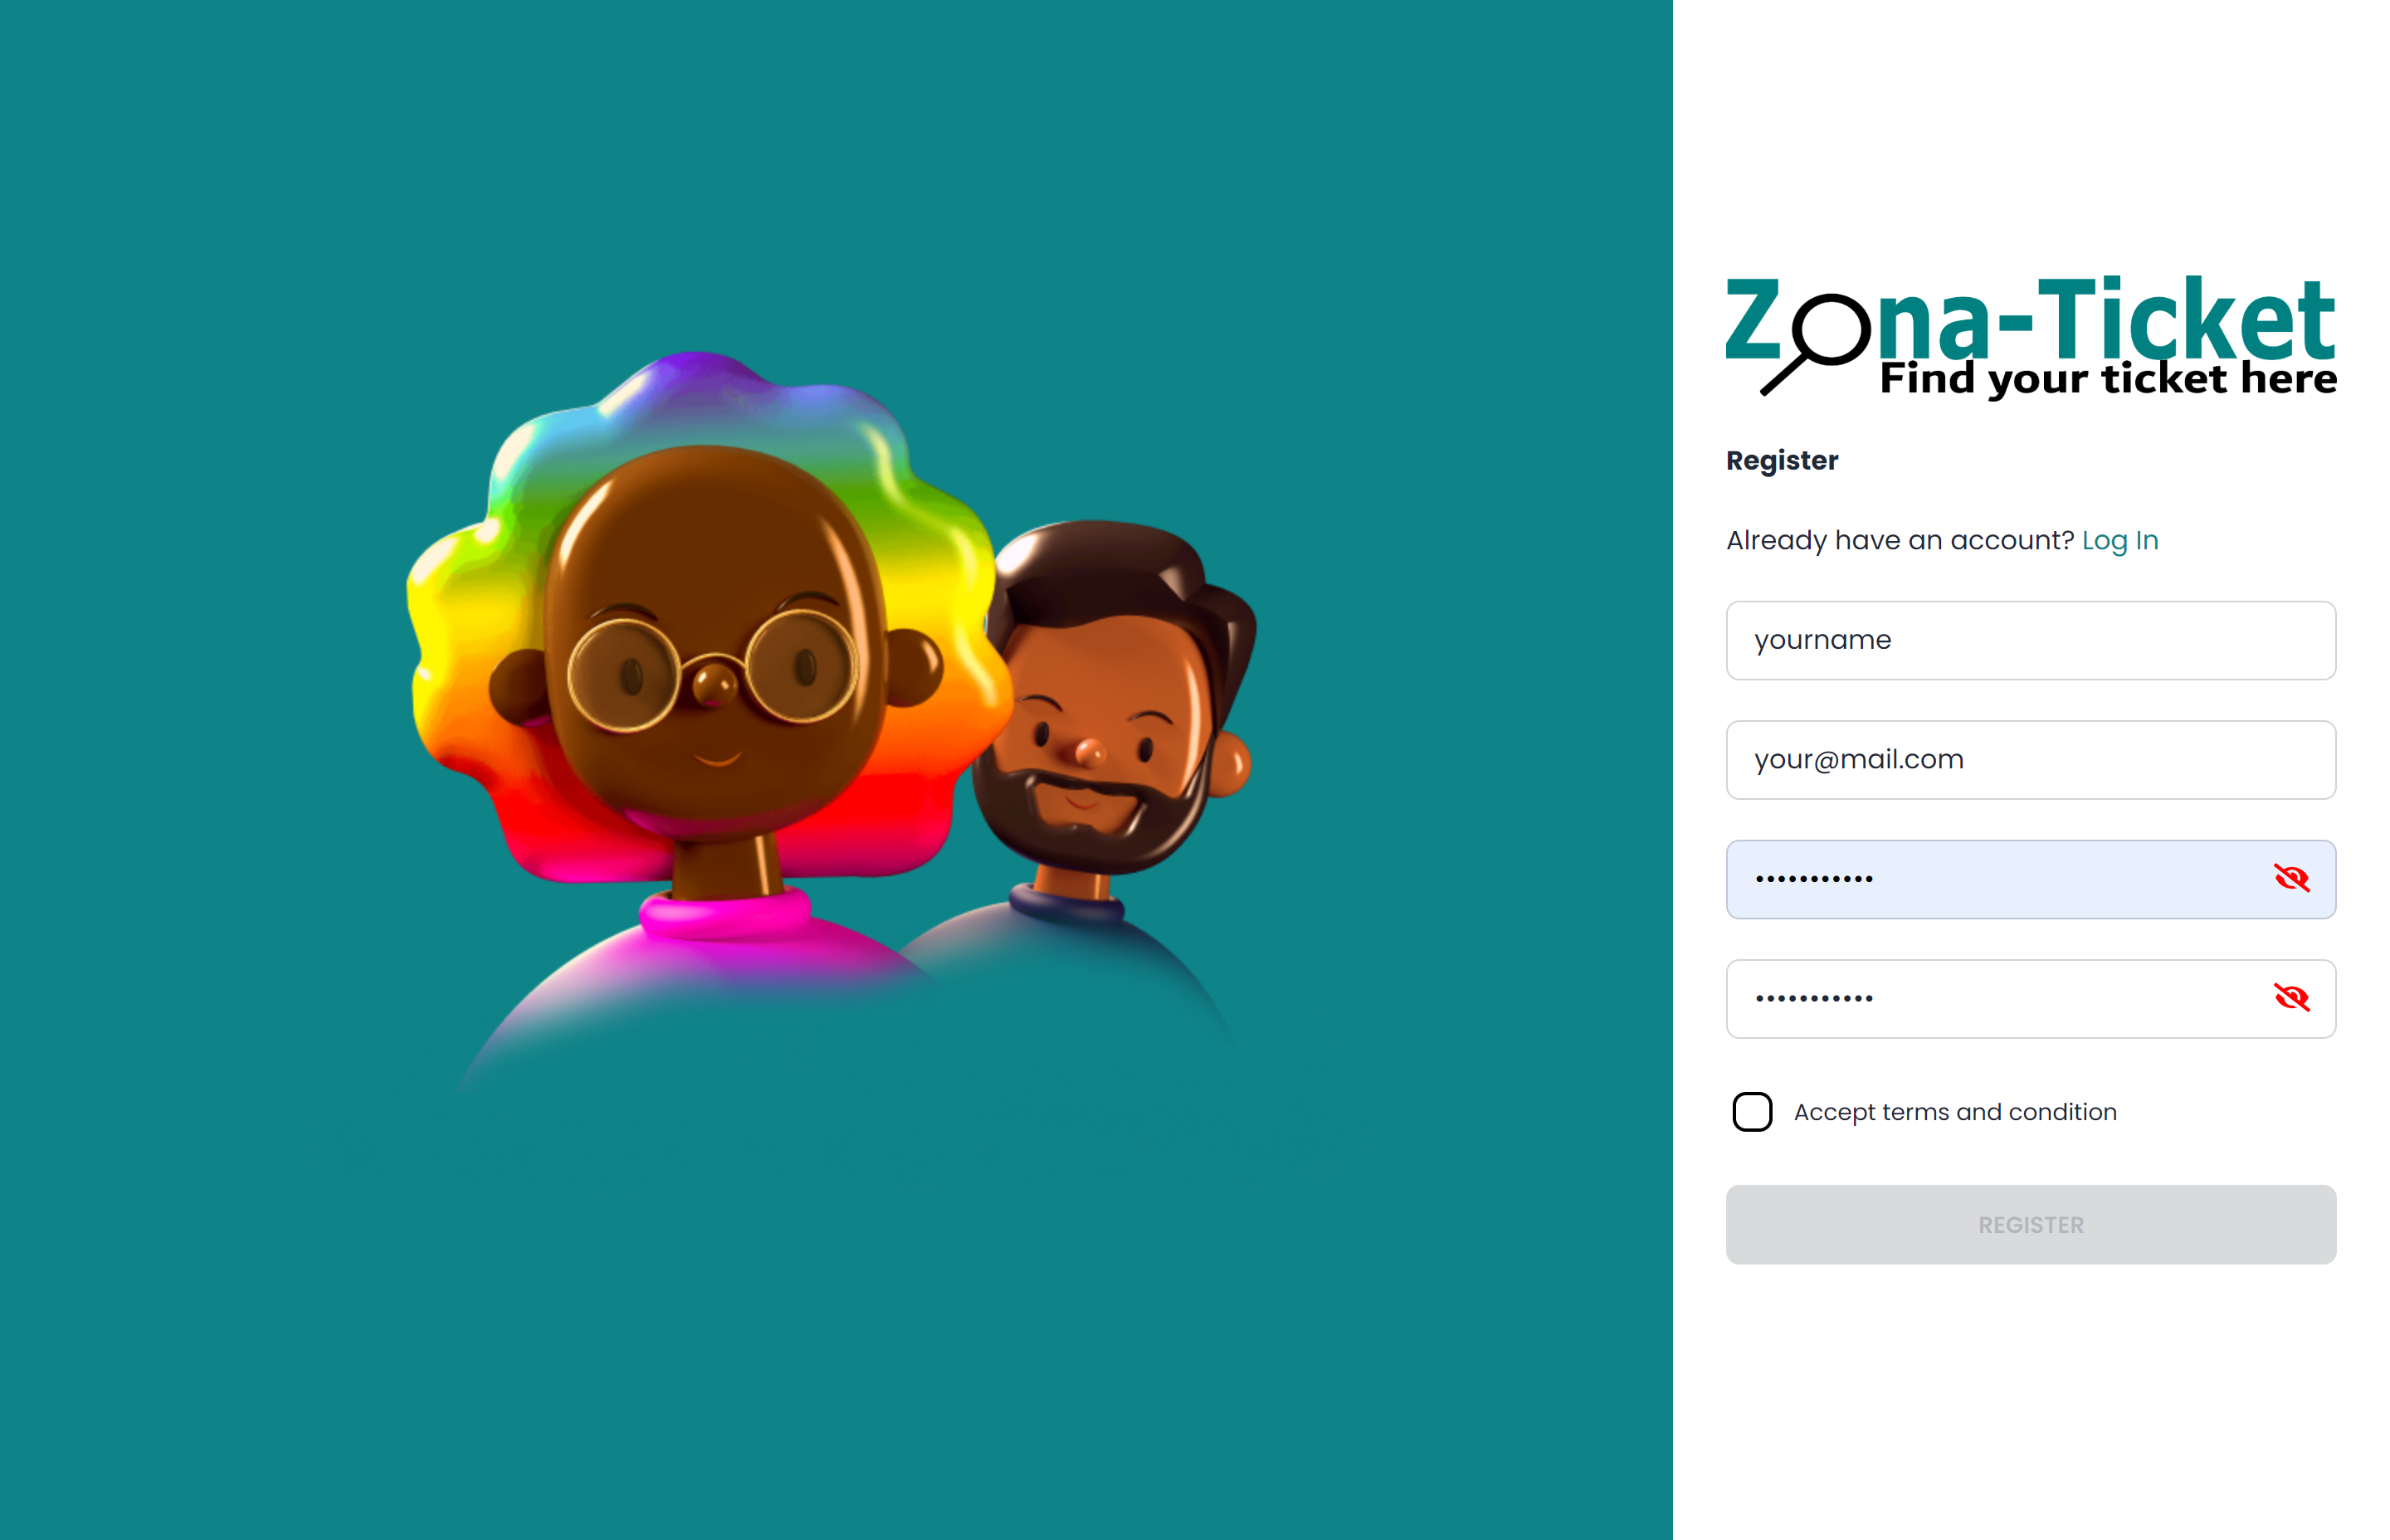 Zona-Ticket
Find your ticket here
Register
Already have an account? Log In
yourname
your@mail.com
•••••••••••
•••••••••••
Accept terms and condition
REGISTER